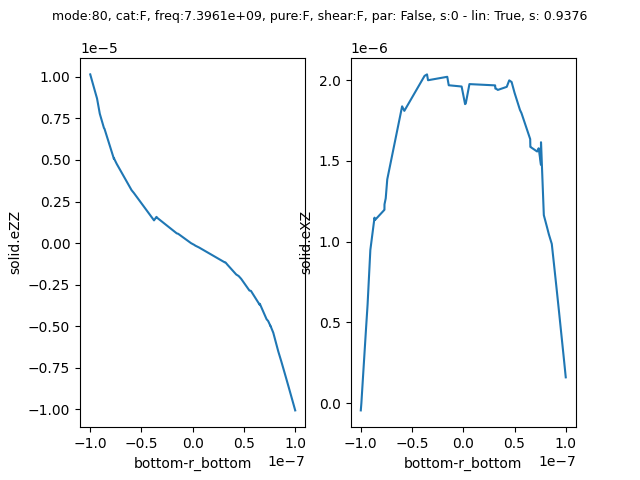 mode:80, cat:F, freq:7.3961e+09, pure:F, shear:F, par: False, s:0 - lin: True, s: 0.9376
1e−5
1.00
0.75
0.50
0.25
0.00
−0.25
−0.50
−0.75
−1.00
solid.eZZ
−1.0
−0.5
0.0
0.5
1.0
bottom-r_bottom
1e−7
1e−6
2.0
1.5
1.0
0.5
0.0
solid.eXZ
−1.0
−0.5
0.0
0.5
1.0
bottom-r_bottom
1e−7